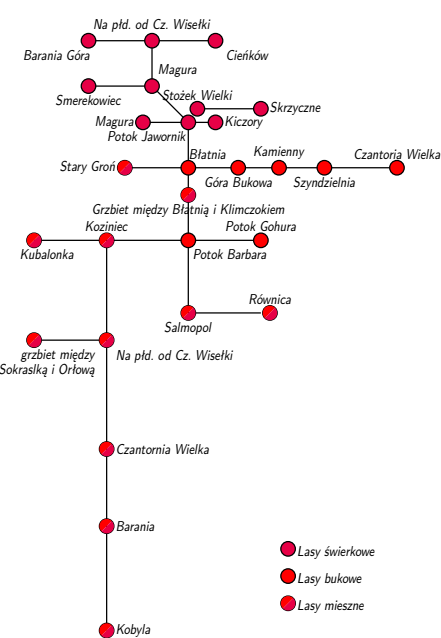 Na płd. od Cz. Wisełki
Barania Góra
Cieńków
Magura
Smerekowiec
Stożek Wielki
Skrzyczne
Magura
Kiczory
Potok Jawornik
Błatnia
Kamienny
Czantoria Wielka
Stary Groń
Góra Bukowa
Szyndzielnia
Grzbiet między Błatnią i Klimczokiem
Koziniec
Potok Gohura
Kubalonka
Potok Barbara
Równica
Salmopol
grzbiet między
Sokraslką i Orłową
Na płd. od Cz. Wisełki
Czantornia Wielka
Barania
Lasy świerkowe
Lasy bukowe
Lasy mieszne
Kobyla